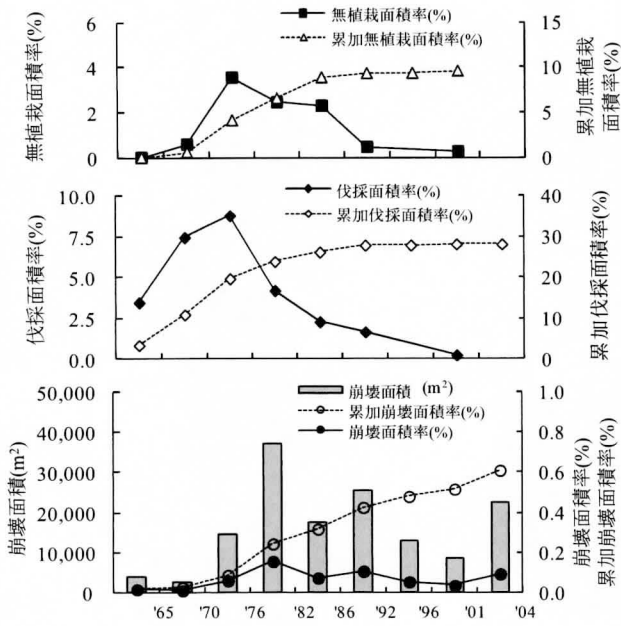 無植栽面積率(%)
6
4
2
0
無植栽面積率(%)
累加無植栽面積率(%)
15
10
5
0
累加無植栽
面積率(%)
伐採面積率(%)
10.0
7.5
5.0
2.5
0.0
伐採面積率(%)
累加伐採面積率(%)
40
30
20
10
0
累加伐採面積率(%)
崩壊面積(m²)
50,000
40,000
30,000
20,000
10,000
0
崩壊面積 (m²)
累加崩壊面積率(%)
崩壊面積率(%)
1.0
0.8
0.6
0.4
0.2
0.0
崩壊面積率(%)
累加崩壊面積率(%)
'65 '70 '76 '82 '86 '92 '96 '01 '04